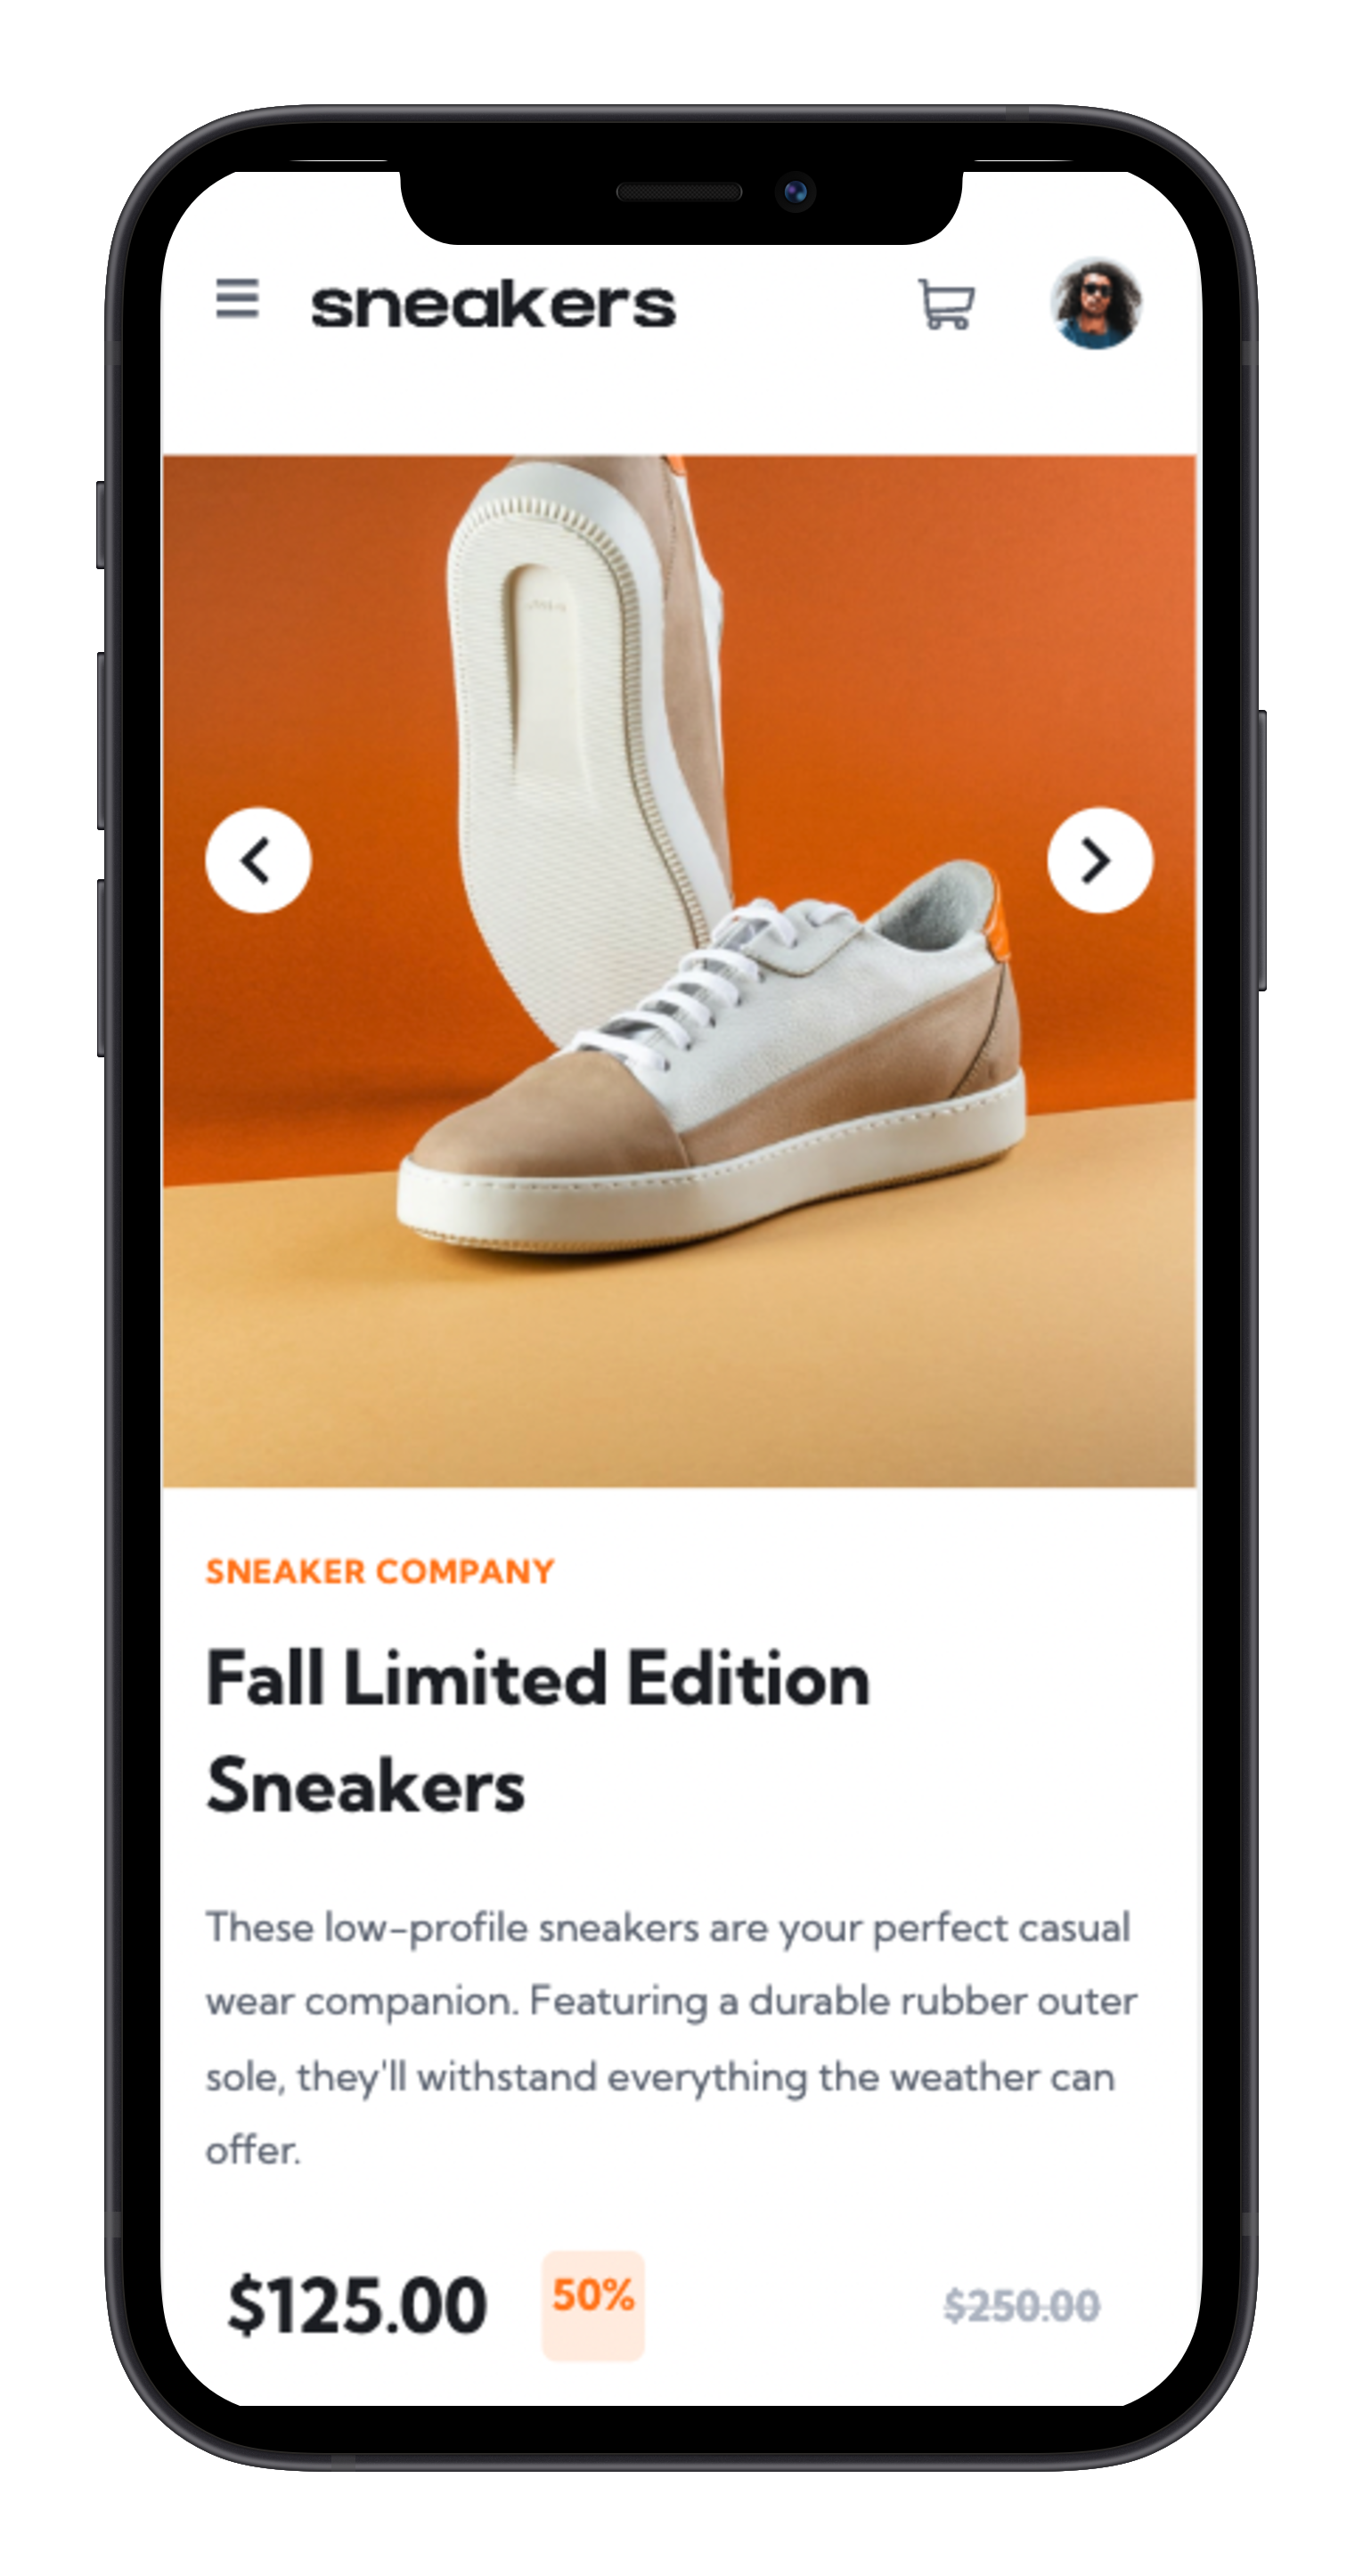 sneakers
SNEAKER COMPANY
Fall Limited Edition
Sneakers
These low-profile sneakers are your perfect casual
wear companion. Featuring a durable rubber outer
sole, they'll withstand everything the weather can
offer.
$125.00 50% $250.00